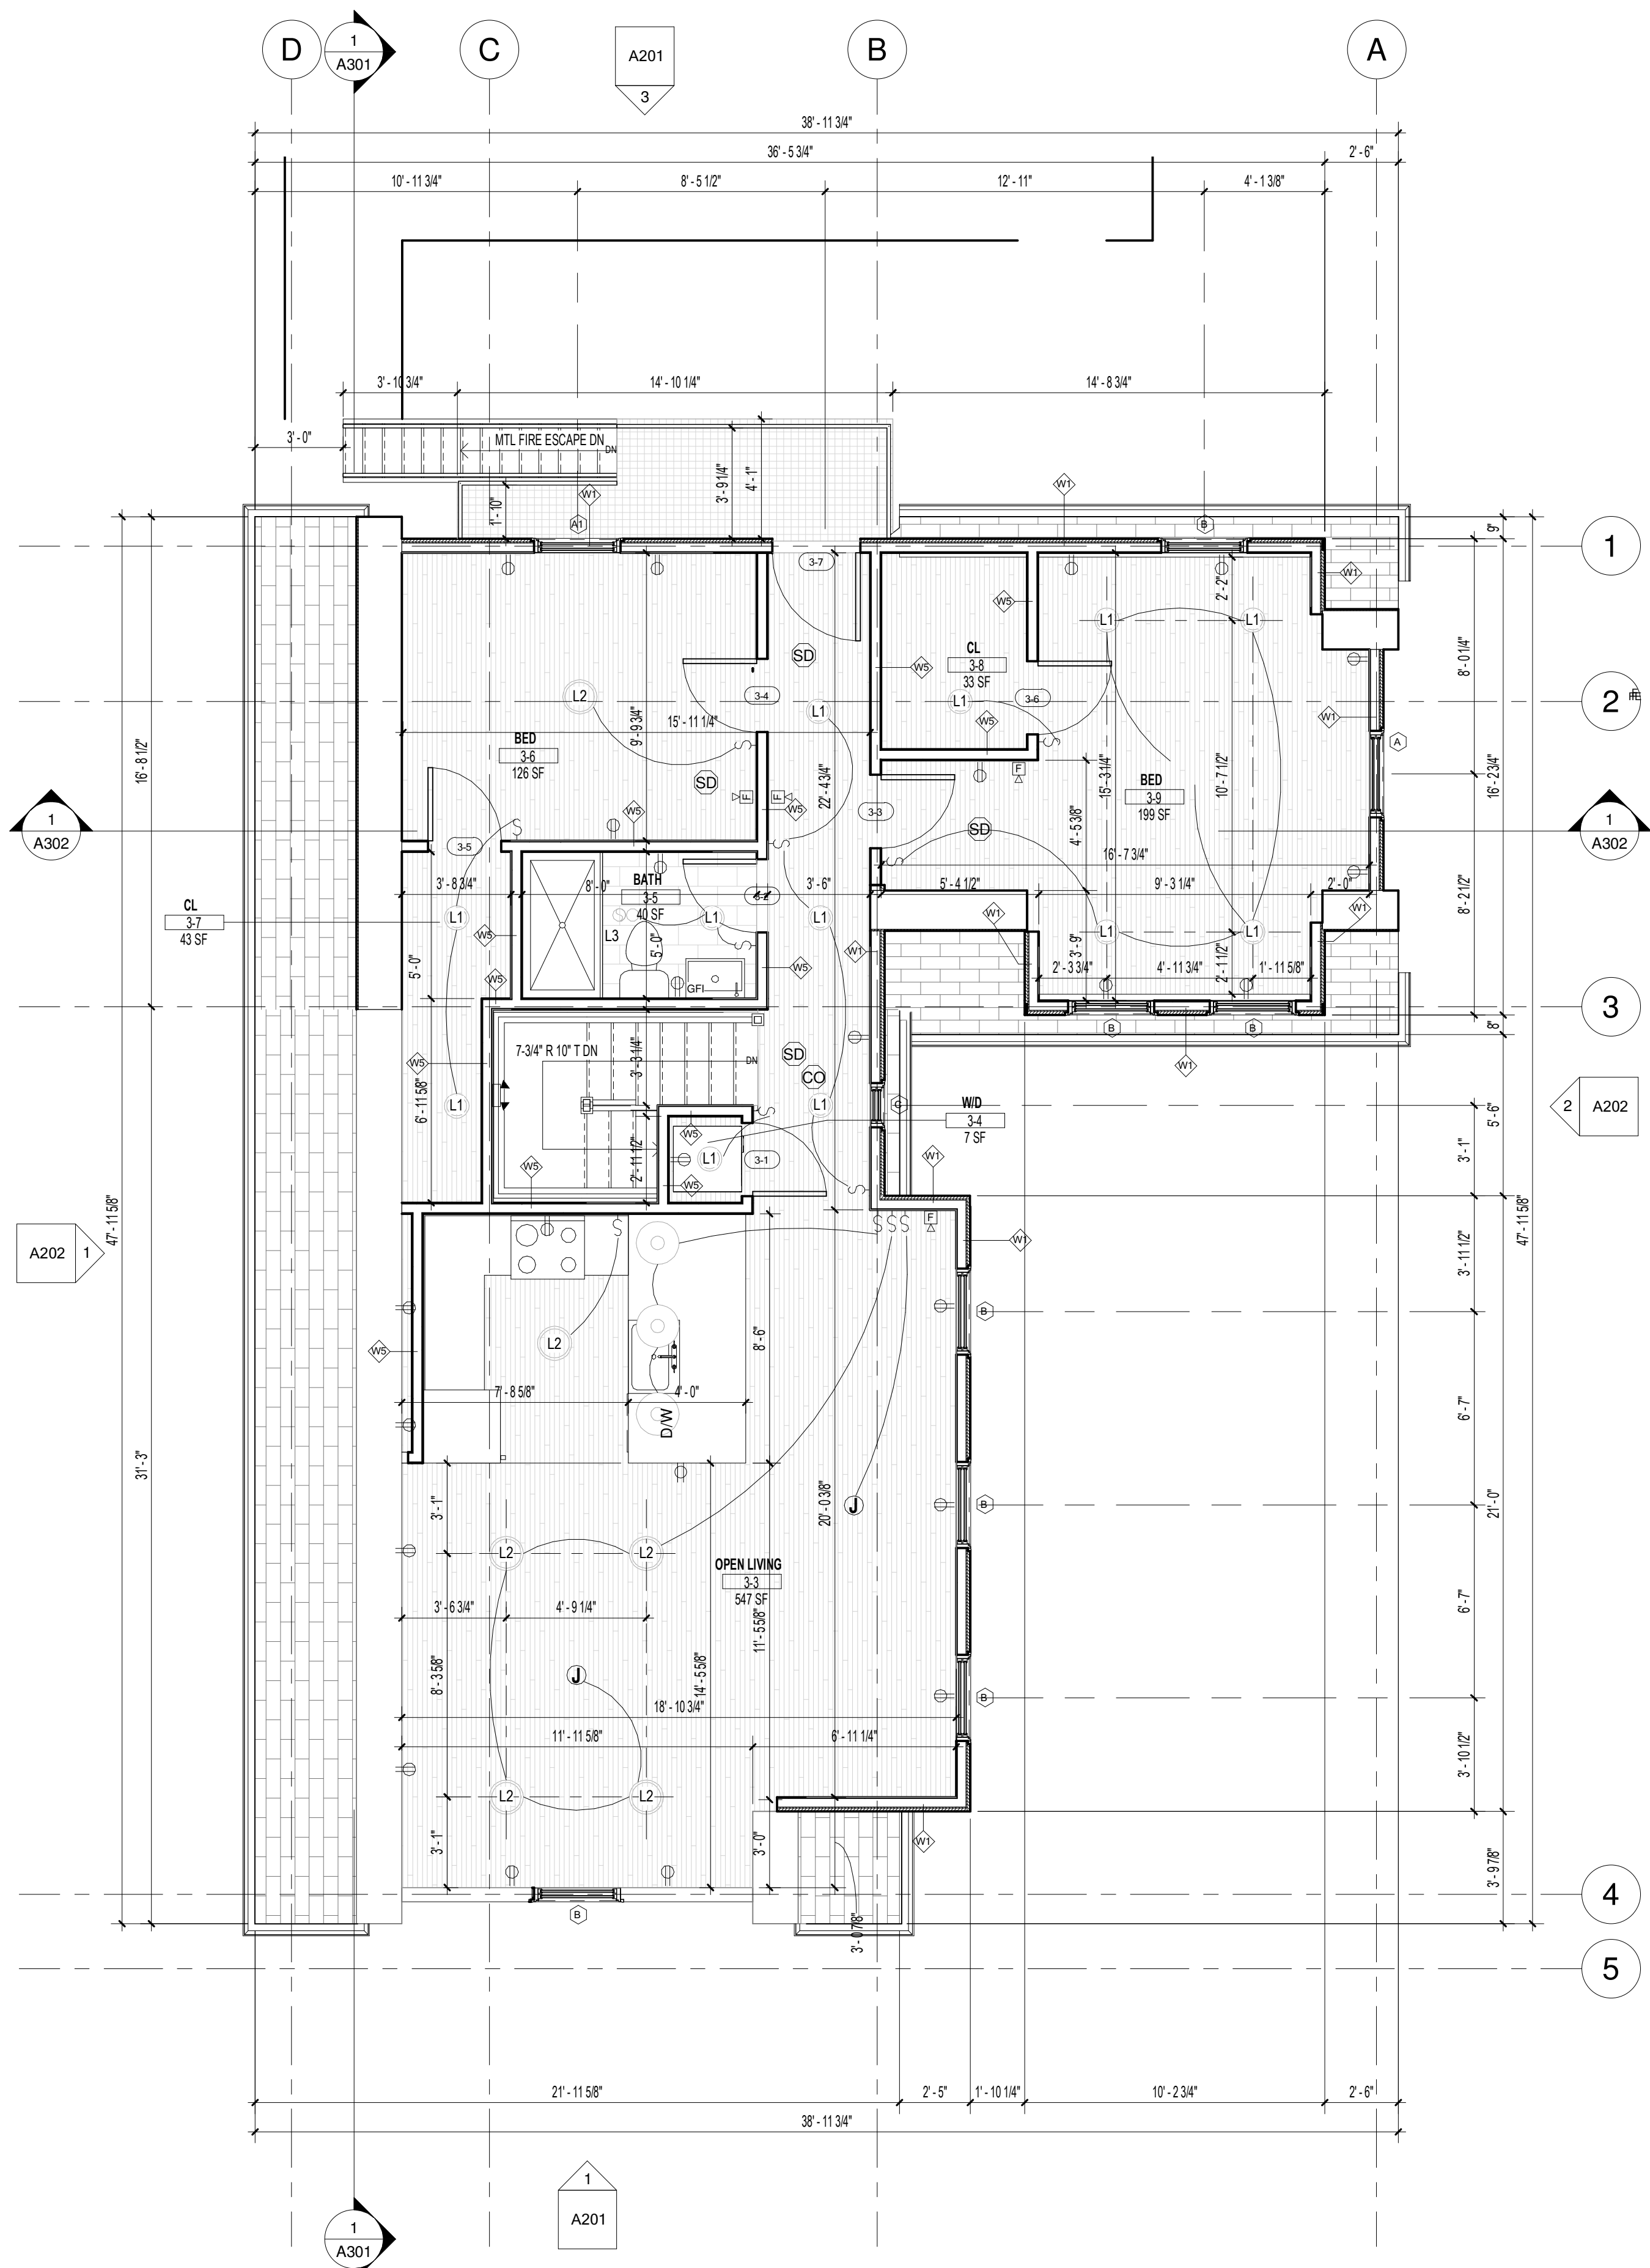 D
1
A301
C
A201
3
B
A
38' - 11 3/4"
36' - 5 3/4"
2' - 6"
10' - 11 3/4"
8' - 5 1/2"
12' - 11"
4' - 1 3/8"
3' - 10 3/4"
14' - 10 1/4"
14' - 8 3/4"
3' - 0"
MTL FIRE ESCAPE DN
DN
3' - 9 1/4"
4' - 1"
1' - 10"
W1
A1
W1
B
9"
1
3-7
W1
2' - 2"
W5
L1
L1
SD
W5
CL
3-8
33 SF
8' - 0 1/4"
L2
3-4
L1
L1
3-6
2
W1
15' - 11 1/4"
9' - 9 3/4"
W5
A
BED
3-6
126 SF
16' - 8 1/2"
SD
F
F
W5
22' - 4 3/4"
F
15' - 3 1/4"
10' - 7 1/2"
BED
3-9
199 SF
16' - 2 3/4"
W5
3-3
4' - 5 3/8"
SD
1
A302
1
A302
3-5
16' - 7 3/4"
3' - 8 3/4"
8' - 0"
BATH
3-5
40 SF
3-2
3' - 6"
5' - 4 1/2"
9' - 3 1/4"
2' - 0"
8' - 2 1/2"
CL
3-7
43 SF
L1
L3
L1
L1
W1
L1
L1
W1
W5
5' - 0"
5' - 0"
W5
W1
3' - 9"
2' - 1 1/2"
2' - 3 3/4"
4' - 11 3/4"
1' - 11 5/8"
W5
GFI
3
B
B
8"
7-3/4" R 10" T DN
3' - 3 1/4"
DN
SD
CO
W5
W1
6' - 11 5/8"
L1
L1
C
W/D
3-4
7 SF
2
A202
5' - 6"
3' - 1"
W5
W5
2' - 11 1/2"
L1
3-1
W5
W1
F
47' - 11 5/8"
A202
1
W1
3' - 11 1/2"
47' - 11 5/8"
B
W5
L2
8' - 6"
7' - 8 5/8"
4' - 0"
D/W
6' - 7"
31' - 3"
3' - 1"
20' - 0 3/8"
J
B
21' - 0"
L2
L2
OPEN LIVING
3-3
547 SF
3' - 6 3/4"
4' - 9 1/4"
11' - 5 5/8"
6' - 7"
8' - 3 5/8"
J
14' - 5 5/8"
B
18' - 10 3/4"
11' - 11 5/8"
6' - 11 1/4"
3' - 10 1/2"
L2
L2
3' - 1"
3' - 0"
W1
3' - 9 7/8"
B
3' - 0 7/8"
4
5
21' - 11 5/8"
2' - 5"
1' - 10 1/4"
10' - 2 3/4"
2' - 6"
38' - 11 3/4"
1
A201
1
A301